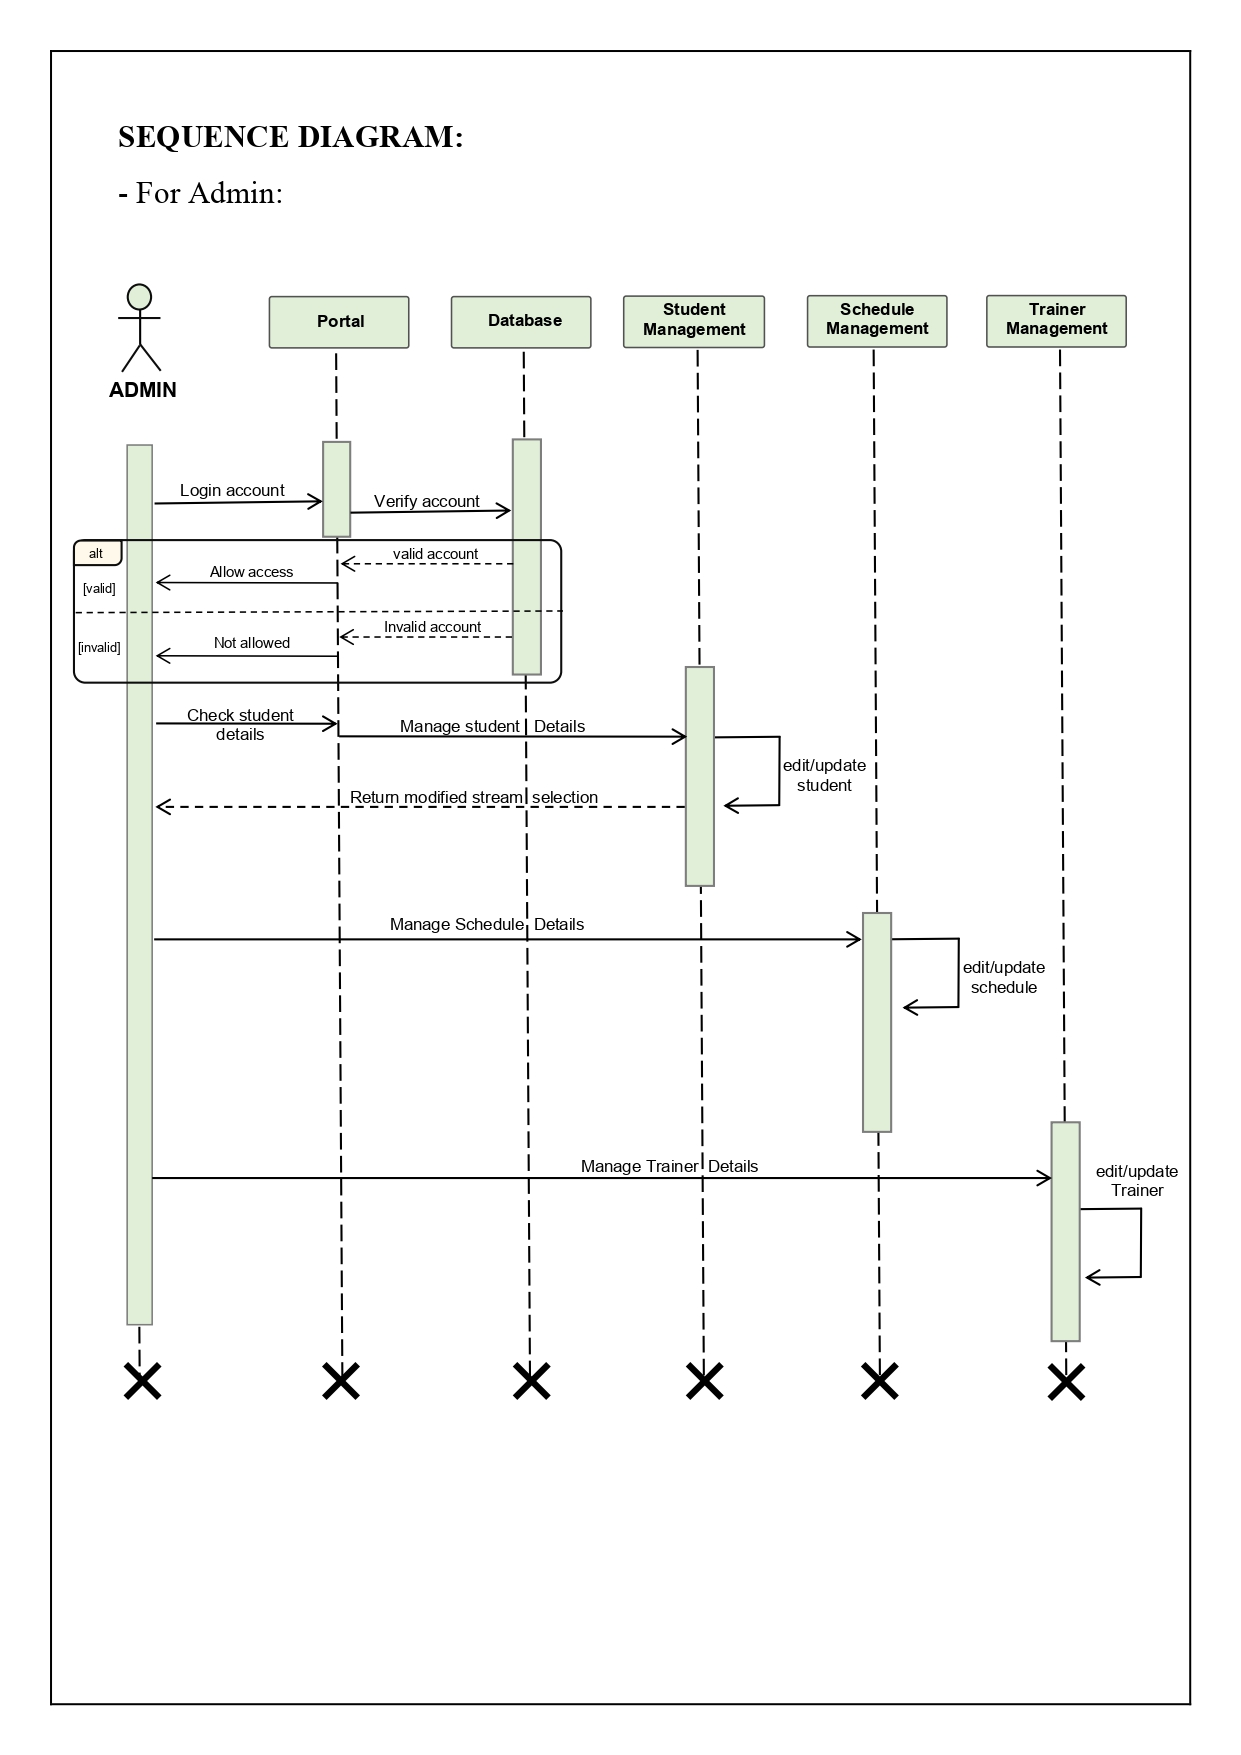 SEQUENCE DIAGRAM:
- For Admin:
ADMIN
Portal
Database
Student
Management
Schedule
Management
Trainer
Management
Login account
Verify account
alt
valid account
Allow access
[valid]
Invalid account
Not allowed
[invalid]
Check student
details
Manage student Details
edit/update
student
Return modified stream selection
Manage Schedule Details
edit/update
schedule
Manage Trainer Details
edit/update
Trainer